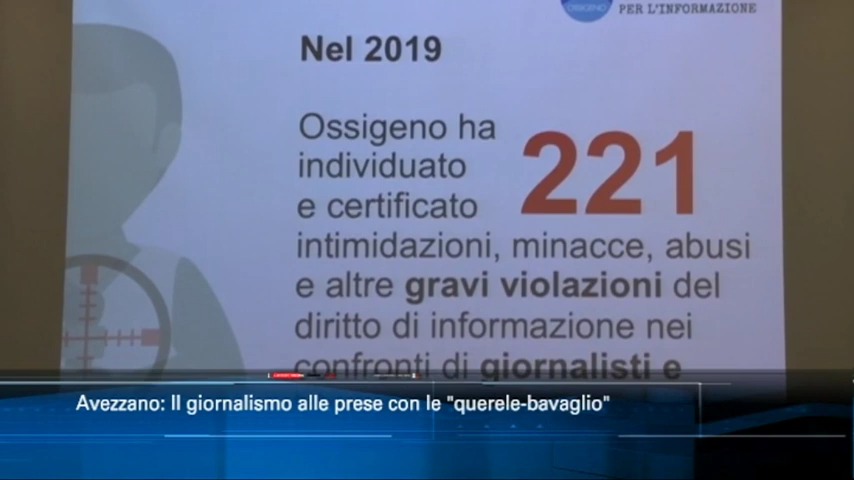 OSSIGENO
PER L'INFORMAZIONE
Nel 2019
Ossigeno ha
individuato
e certificato
221
intimidazioni, minacce, abusi
e altre gravi violazioni del
diritto di informazione nei
confronti di giornalisti e
Avezzano: Il giornalismo alle prese con le "querele-bavaglio"